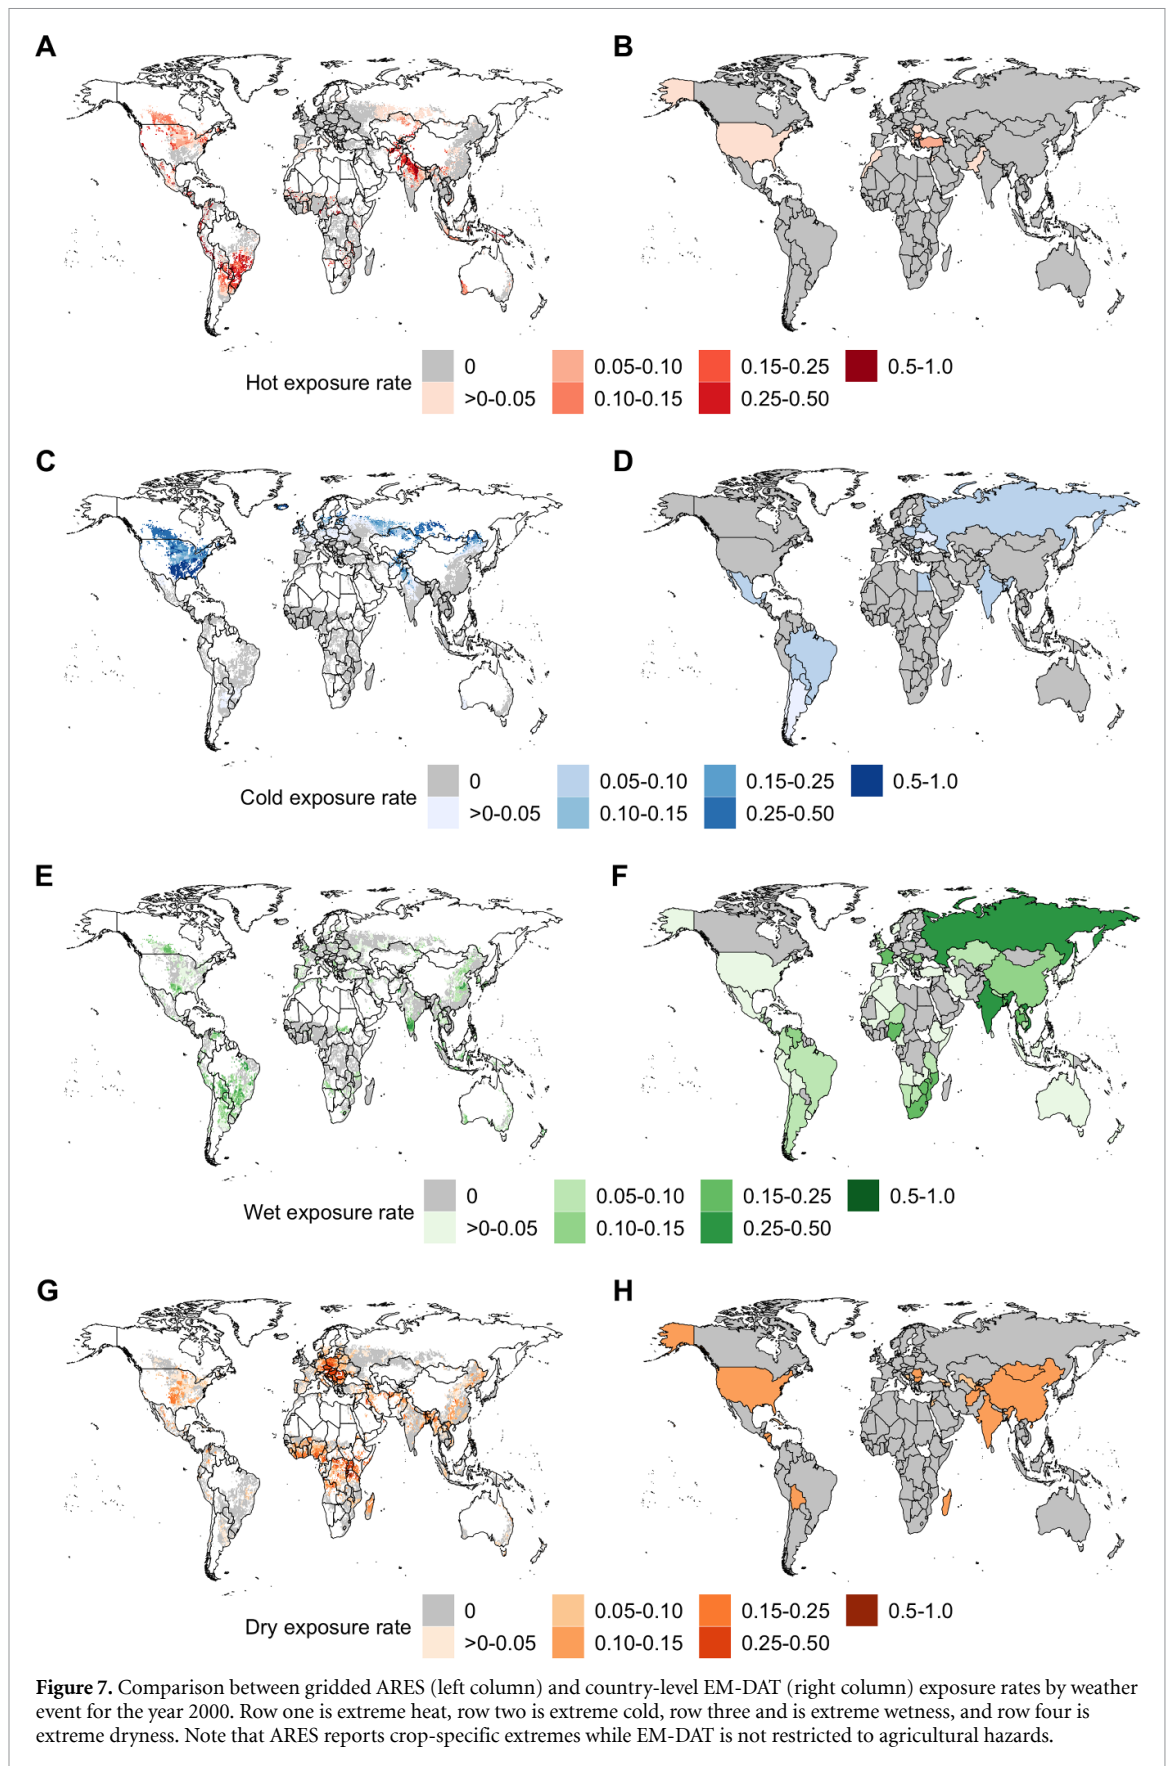 A
B
Hot exposure rate
0
0.05-0.10
0.15-0.25
0.5-1.0
>0-0.05
0.10-0.15
0.25-0.50
C
D
Cold exposure rate
0
0.05-0.10
0.15-0.25
0.5-1.0
>0-0.05
0.10-0.15
0.25-0.50
E
F
Wet exposure rate
0
0.05-0.10
0.15-0.25
0.5-1.0
>0-0.05
0.10-0.15
0.25-0.50
G
H
Dry exposure rate
0
0.05-0.10
0.15-0.25
0.5-1.0
>0-0.05
0.10-0.15
0.25-0.50
Figure 7. Comparison between gridded ARES (left column) and country-level EM-DAT (right column) exposure rates by weather
event for the year 2000. Row one is extreme heat, row two is extreme cold, row three and is extreme wetness, and row four is
extreme dryness. Note that ARES reports crop-specific extremes while EM-DAT is not restricted to agricultural hazards.